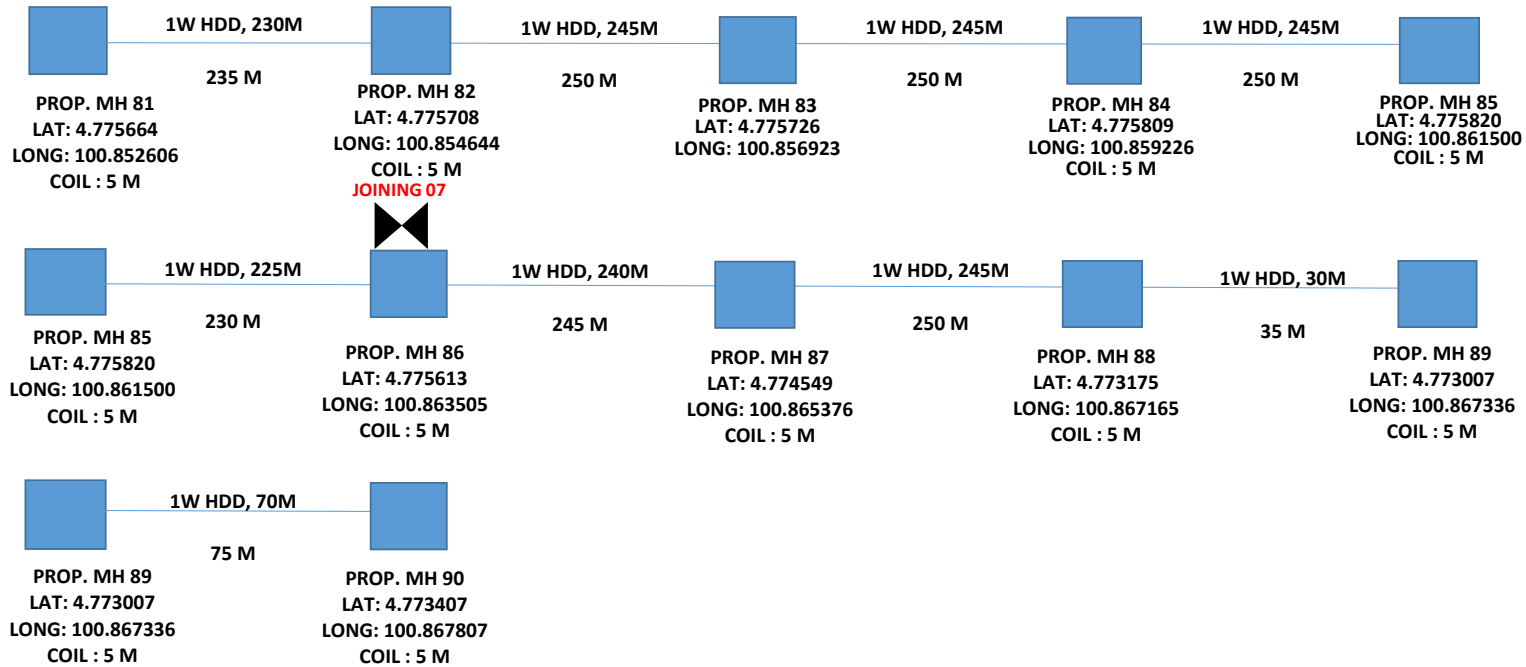 1W HDD, 230M
1W HDD, 245M
1W HDD, 245M
1W HDD, 245M
235 M
250 M
250 M
250 M
PROP. MH 81
LAT: 4.775664
LONG: 100.852606
COIL : 5 M
PROP. MH 82
LAT: 4.775708
LONG: 100.854644
COIL : 5 M
PROP. MH 83
LAT: 4.775726
LONG: 100.856923
PROP. MH 84
LAT: 4.775809
LONG: 100.859226
COIL : 5 M
PROP. MH 85
LAT: 4.775820
LONG: 100.861500
COIL : 5 M
JOINING 07
1W HDD, 225M
1W HDD, 240M
1W HDD, 245M
1W HDD, 30M
230 M
245 M
250 M
35 M
PROP. MH 85
LAT: 4.775820
LONG: 100.861500
COIL : 5 M
PROP. MH 86
LAT: 4.775613
LONG: 100.863505
COIL : 5 M
PROP. MH 87
LAT: 4.774549
LONG: 100.865376
COIL : 5 M
PROP. MH 88
LAT: 4.773175
LONG: 100.867165
COIL : 5 M
PROP. MH 89
LAT: 4.773007
LONG: 100.867336
COIL : 5 M
1W HDD, 70M
75 M
PROP. MH 89
LAT: 4.773007
LONG: 100.867336
COIL : 5 M
PROP. MH 90
LAT: 4.773407
LONG: 100.867807
COIL : 5 M